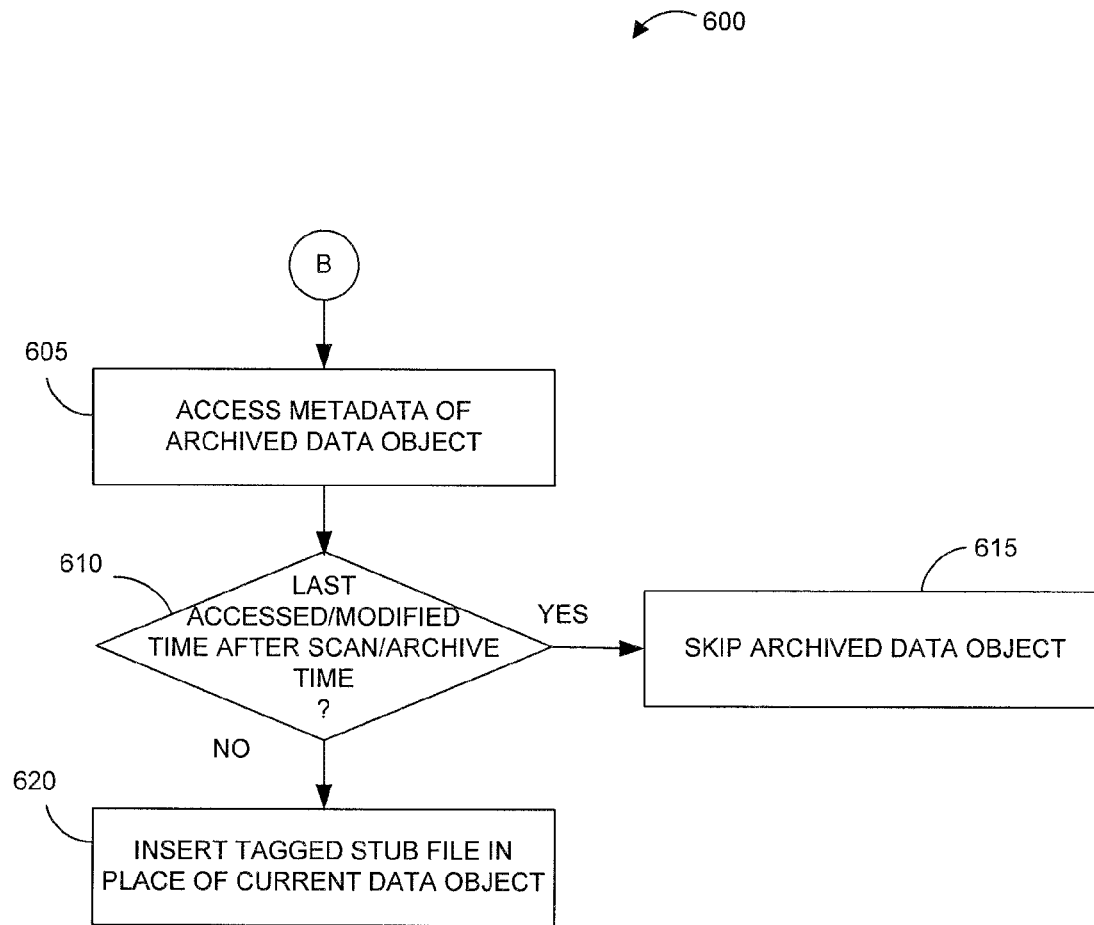 600
B
605
ACCESS METADATA OF
ARCHIVED DATA OBJECT
610
LAST
ACCESSED/MODIFIED
TIME AFTER SCAN/ARCHIVE
TIME
?
YES
615
SKIP ARCHIVED DATA OBJECT
NO
620
INSERT TAGGED STUB FILE IN
PLACE OF CURRENT DATA OBJECT